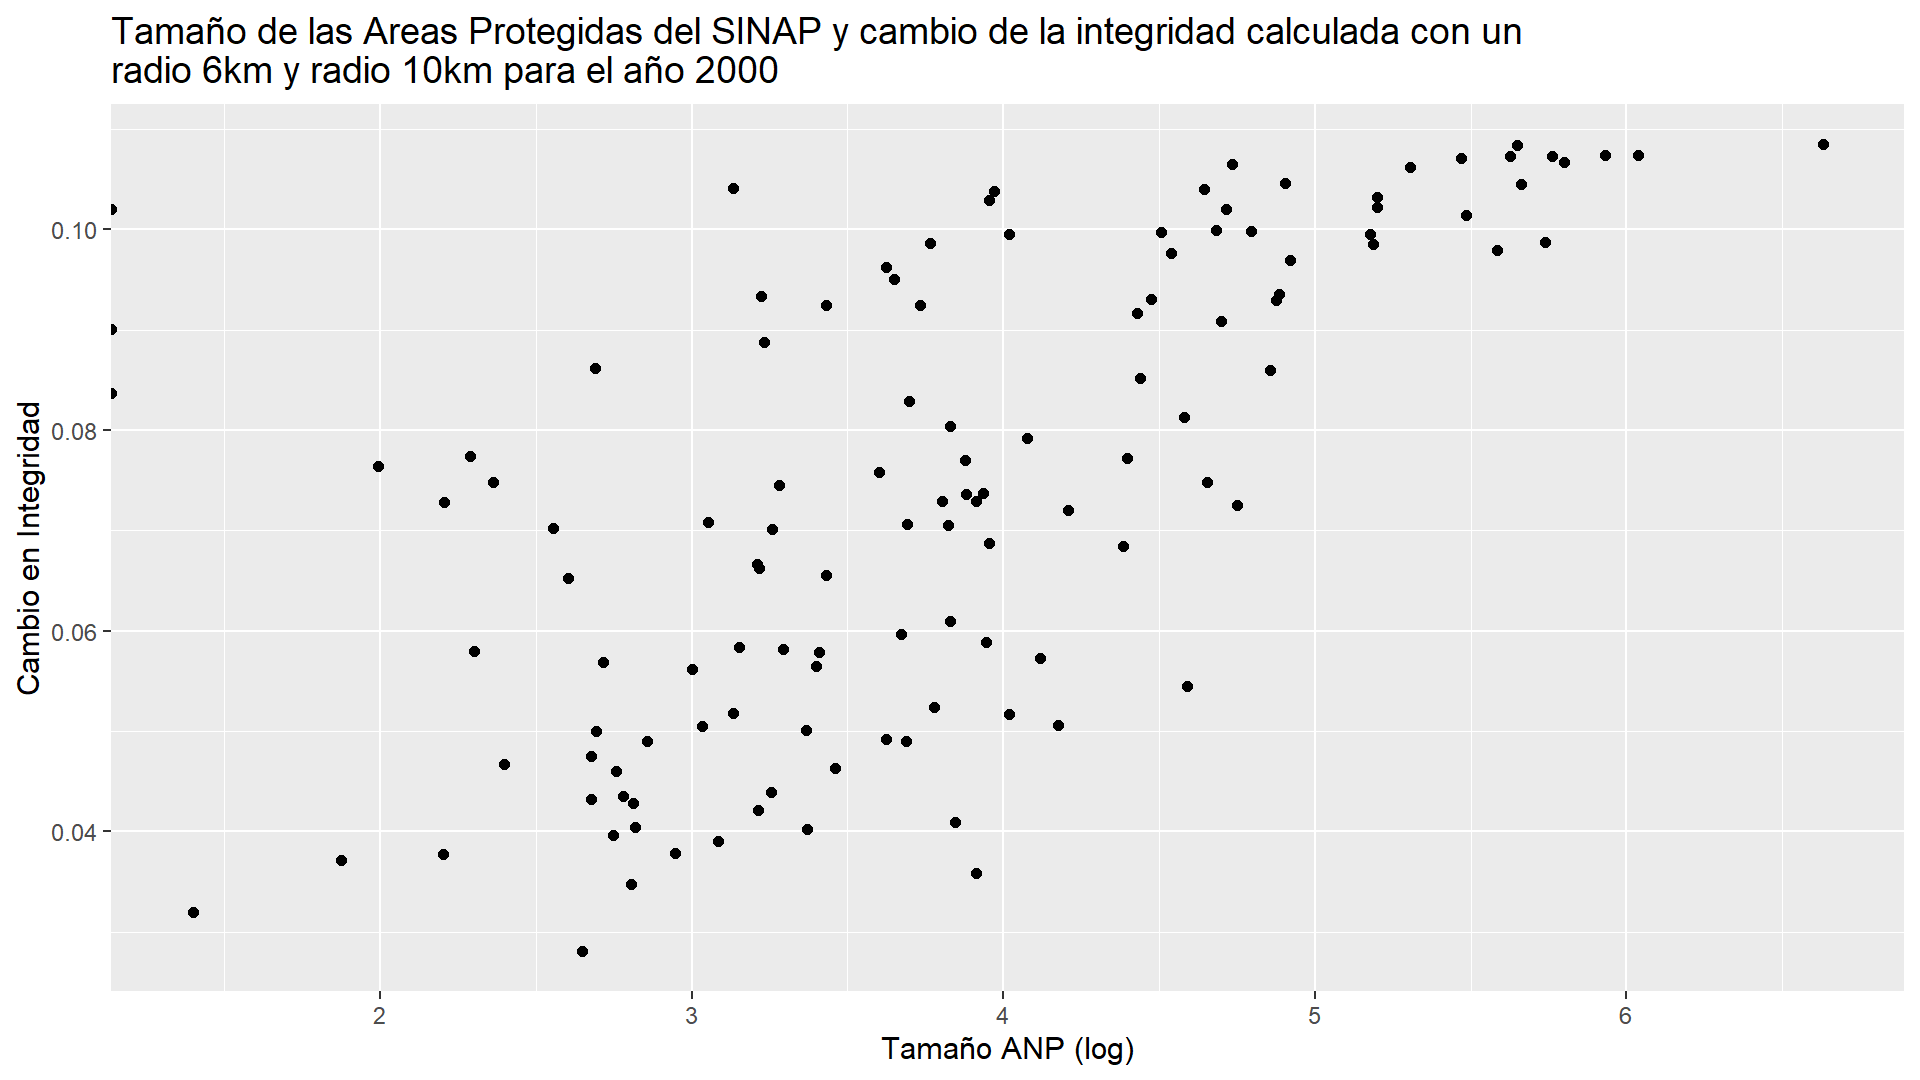 Tamaño de las Areas Protegidas del SINAP y cambio de la integridad calculada con un
radio 6km y radio 10km para el año 2000
Cambio en Integridad
0.10
0.08
0.06
0.04
2 3 4 5 6
Tamaño ANP (log)